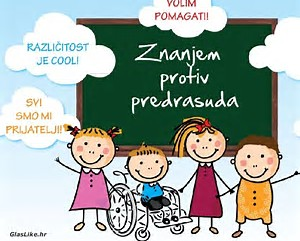 VOLIM
POMAGATI!
RAZLIČITOST
JE COOL!
Znanjem
protiv
predrasuda
SVI
SMO MI
PRIJATELJI!
GlasLike.hr